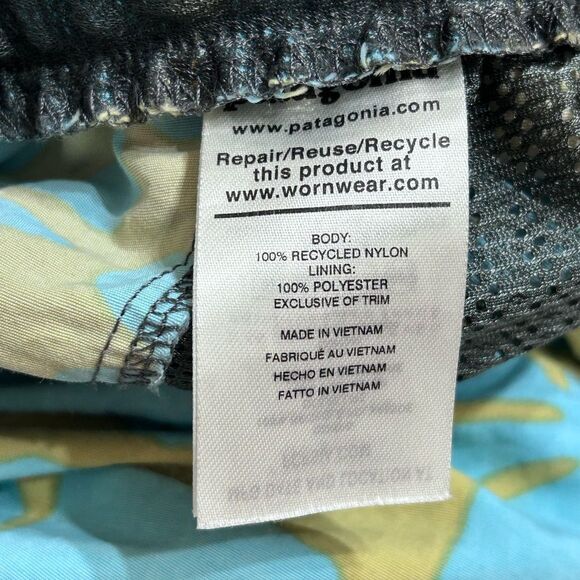 Patagonia
www.patagonia.com
Repair/Reuse/Recycle
this product at
www.wornwear.com
BODY:
100% RECYCLED NYLON
LINING:
100% POLYESTER
EXCLUSIVE OF TRIM
MADE IN VIETNAM
FABRIQUÉ AU VIETNAM
HECHO EN VIETNAM
FATTO IN VIETNAM